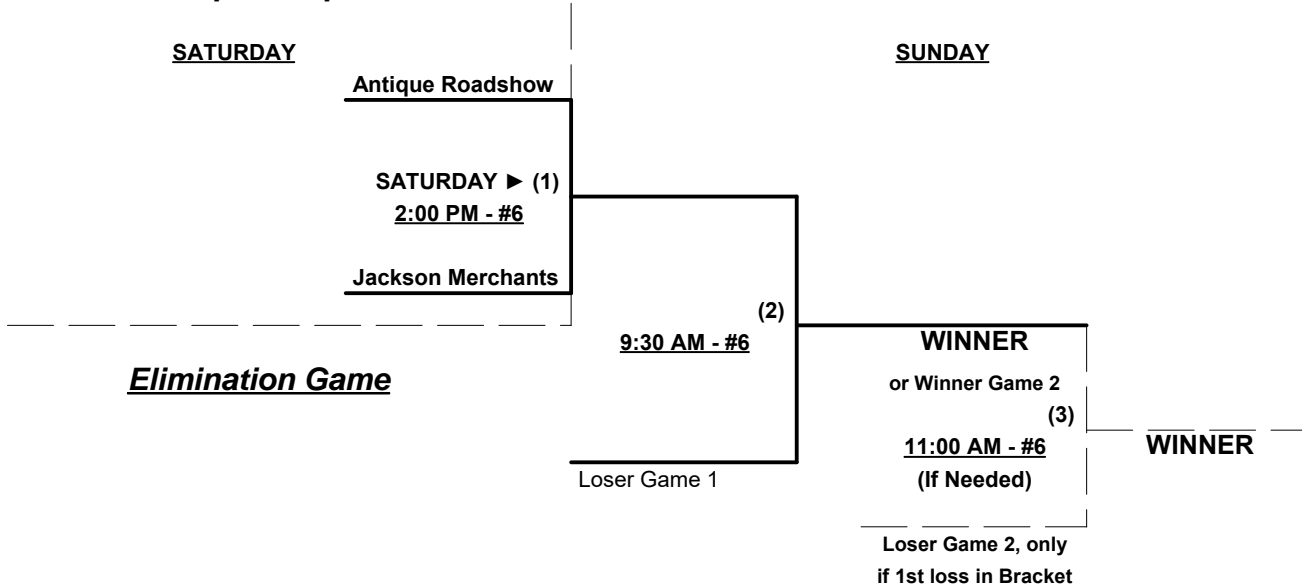 SATURDAY
SUNDAY
Antique Roadshow
SATURDAY ► (1)
2:00 PM - #6
Jackson Merchants
(2)
9:30 AM - #6
WINNER
Elimination Game
or Winner Game 2
(3)
11:00 AM - #6
WINNER
Loser Game 1
(If Needed)
Loser Game 2, only
if 1st loss in Bracket